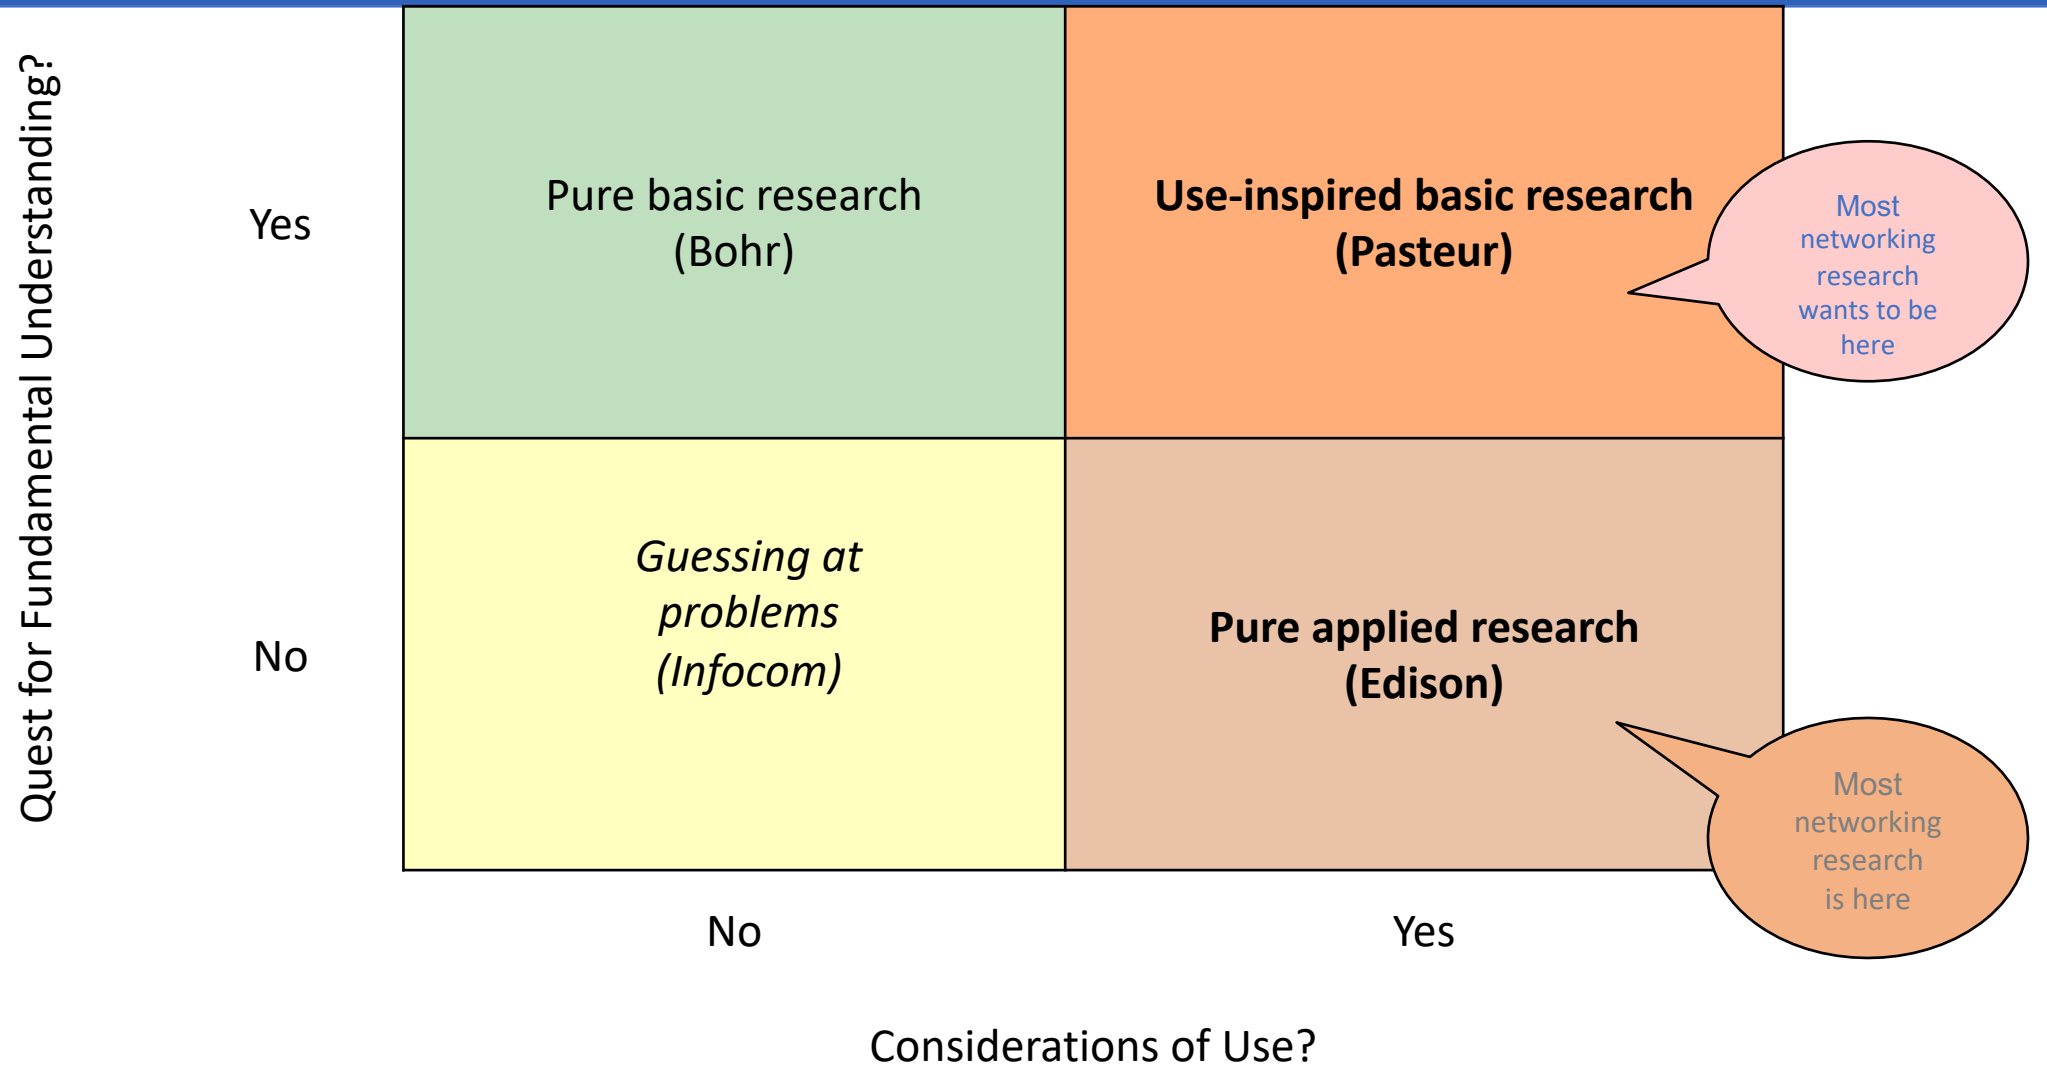 Quest for Fundamental Understanding?
Yes
Pure basic research
(Bohr)
Use-inspired basic research
(Pasteur)
Most
networking
research
wants to be
here
No
Guessing at
problems
(Infocom)
Pure applied research
(Edison)
Most
networking
research
is here
No
Yes
Considerations of Use?